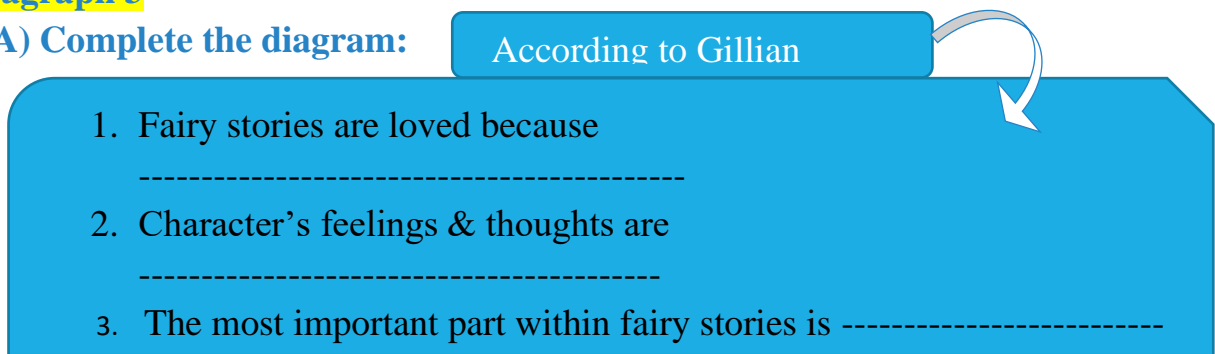 A) Complete the diagram:
According to Gillian
1. Fairy stories are loved because
--------------------------------------------
2. Character's feelings & thoughts are
------------------------------------------
3. The most important part within fairy stories is --------------------------